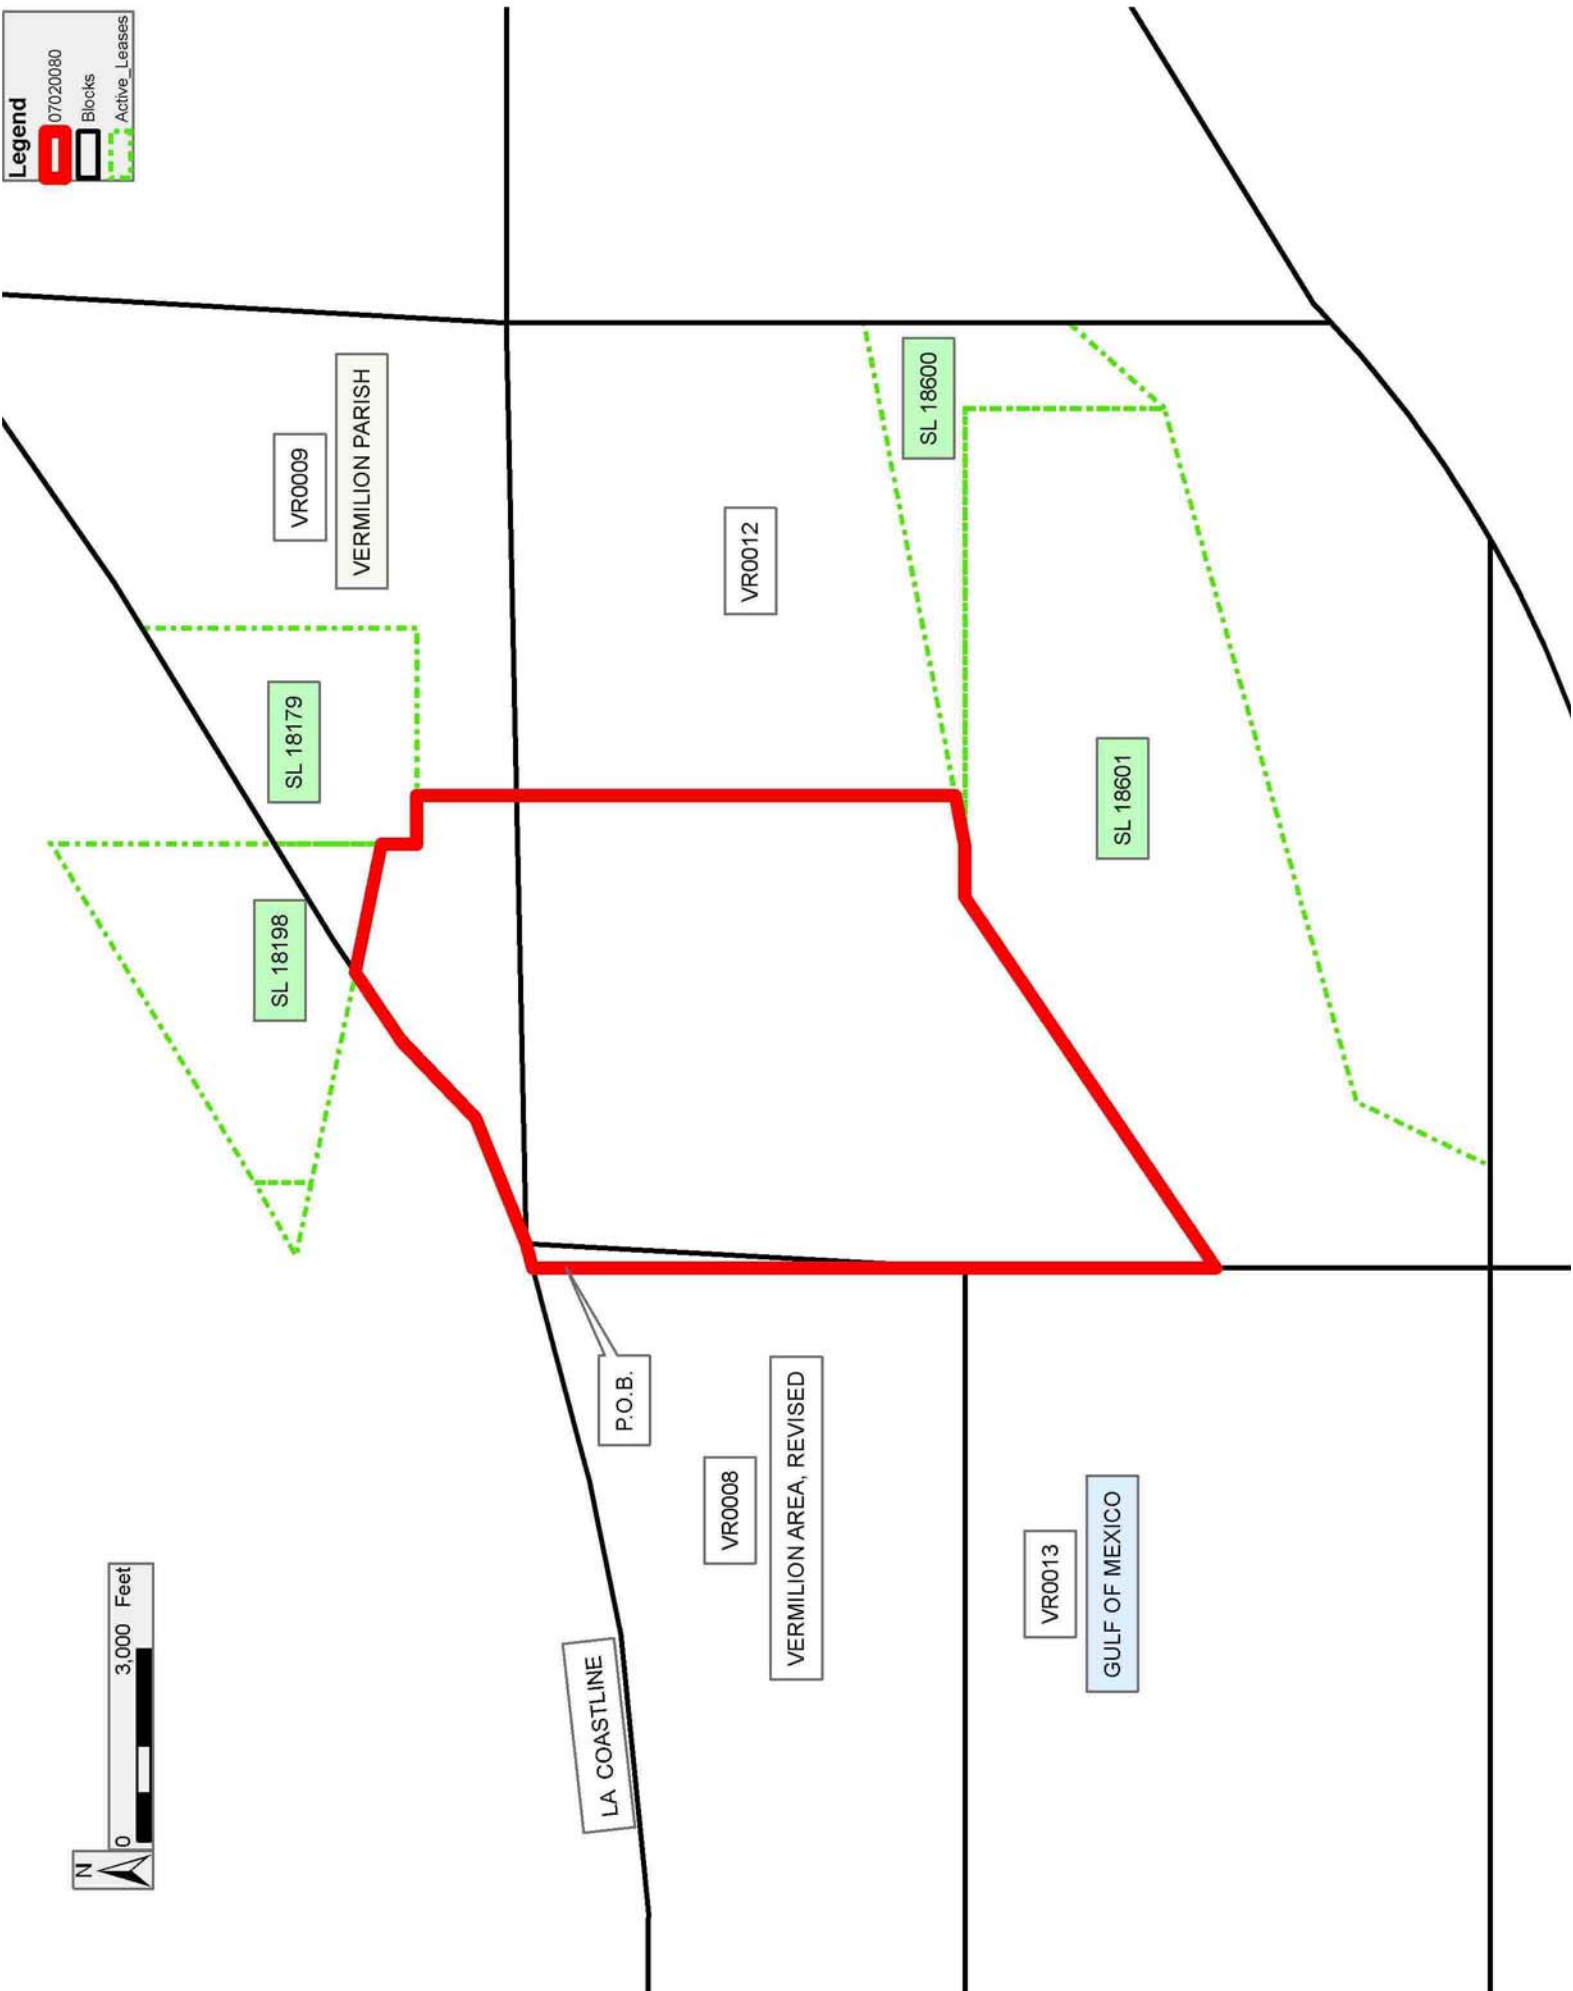 Legend
07020080
Blocks
Active_Leases
N
0 3,000 Feet
VR0009
VERMILION PARISH
SL 18179
SL 18198
VR0012
SL 18600
SL 18601
P.O.B.
LA COASTLINE
VR0008
VERMILION AREA, REVISED
VR0013
GULF OF MEXICO